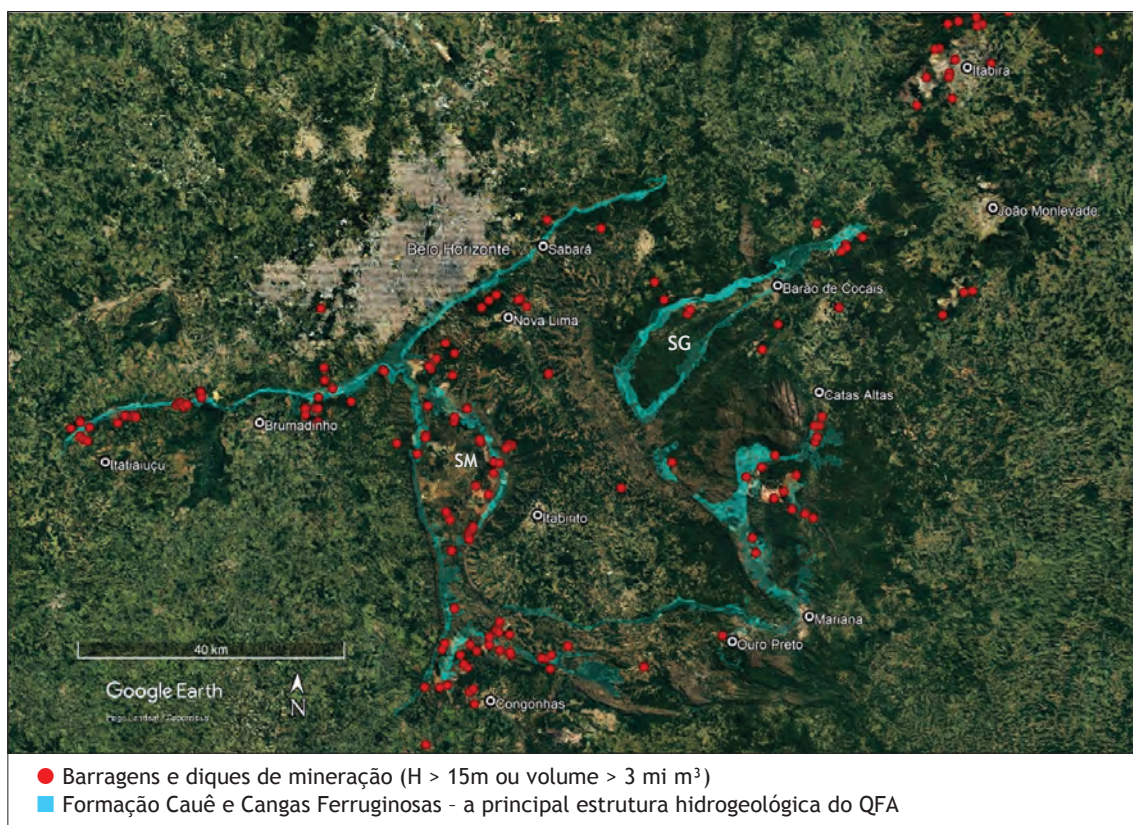 Itabira
João Monlevade
Belo Horizonte
Sabará
Barão de Cocais
Nova Lima
SG
Catas Altas
Brumadinho
SM
Itatiaiuçu
Itabirito
Mariana
Ouro Preto
40 km
Google Earth
N
Congonhas
Barragens e diques de mineração (H > 15m ou volume > 3 mi m³)
Formação Cauê e Cangas Ferruginosas - a principal estrutura hidrogeológica do QFA